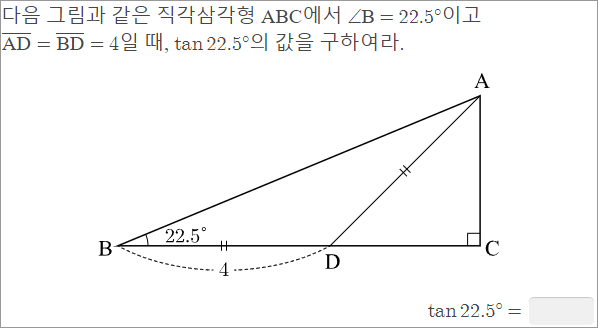 다음 그림과 같은 직각삼각형 ABC에서 ∠B = 22.5°이고
A̅D̅ = B̅D̅ = 4일 때, tan 22.5°의 값을 구하여라.
A
22.5°
B
C
D
4
tan 22.5° =